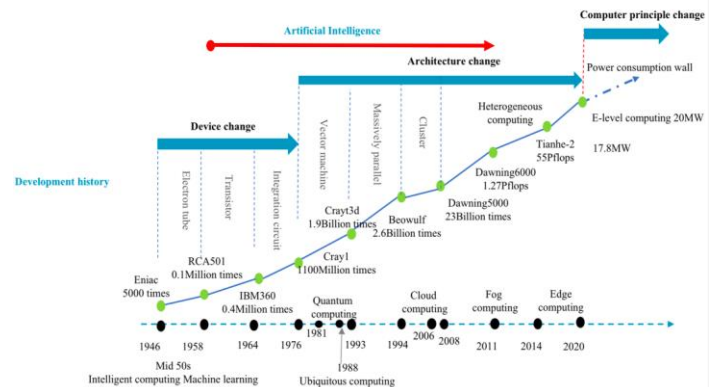 Computer principle change
Artificial Intelligence
Architecture change
Power consumption wall
Device change
Heterogeneous
computing
E-level computing 20MW
Tianhe-2
55Pflops
17.8MW
Development history
Electron tube
Transistor
Integration circuit
Vector machine
Massively parallel
Cluster
Dawning6000
1.27Pflops
Dawning5000
23Billion times
Beowulf
2.6Billion times
Crayt3d
1.9Billion times
Cray1
1100Million times
RCA501
0.1Million times
IBM360
0.4Million times
Eniac
5000 times
Quantum
computing
Cloud
computing
Fog
computing
Edge
computing
1946
1958
1964
1976
1981
1988
1993
1994
2006
2008
2011
2014
2020
Mid 50s
Intelligent computing Machine learning
Ubiquitous computing